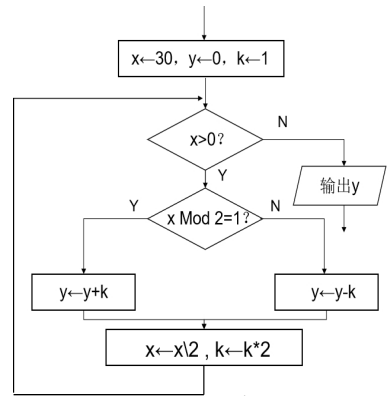 x←30，y←0，k←1
x>0？
N
Y
输出y
Y
x Mod 2=1？
N
y←y+k
y←y-k
x←x\2 , k←k*2